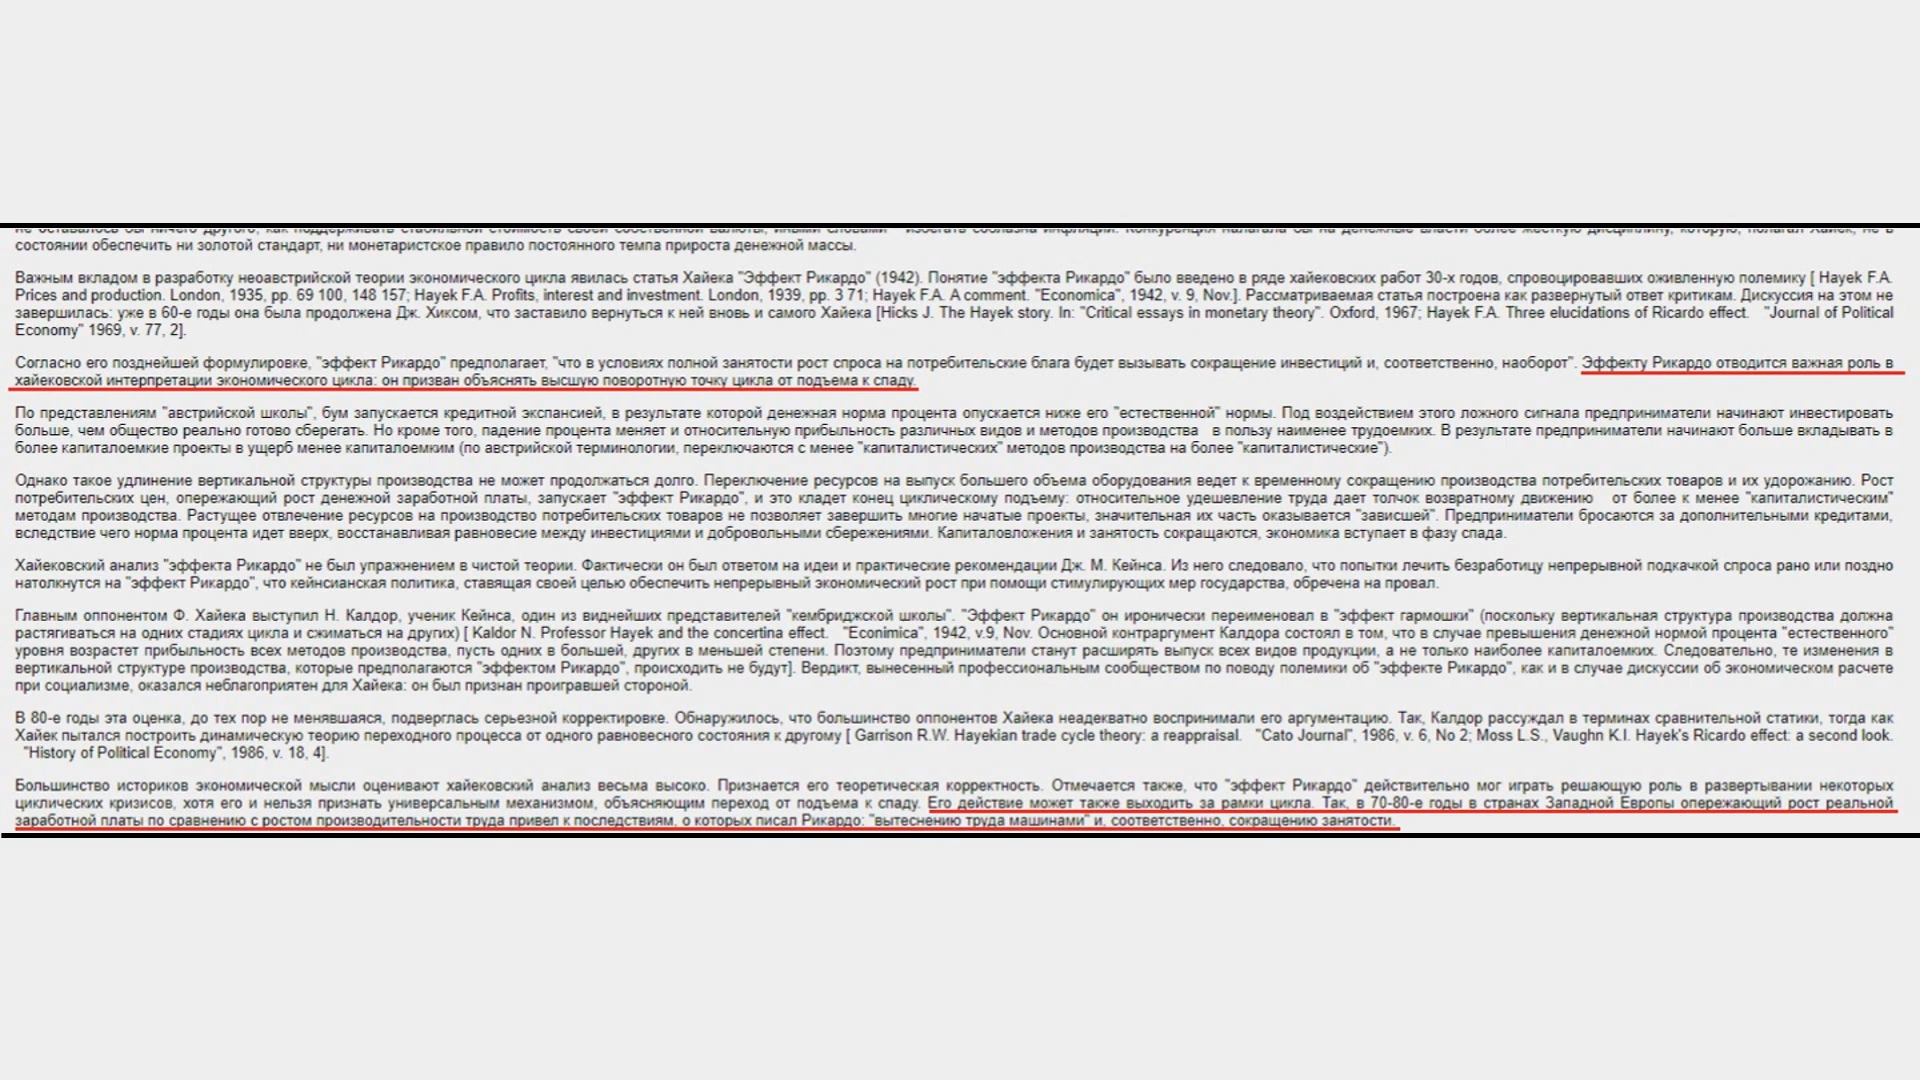 состоянии обеспечить ни золотой стандарт, ни монетаристское правило постоянного темпа прироста денежной массы.
Важным вкладом в разработку неоавстрийской теории экономического цикла явилась статья Хайека "Эффект Рикардо" (1942). Понятие "эффекта Рикардо" было введено в ряде хайековских работ 30-х годов, спровоцировавших оживленную полемику [ Hayek F.A.
Prices and production. London, 1935, pp. 69 100, 148 157; Hayek F.A. Profits, interest and investment. London, 1939, pp. 3 71; Hayek F.A. A comment. "Economica", 1942, v. 9, Nov.]. Рассматриваемая статья построена как развернутый ответ критикам. Дискуссия на этом не
завершилась: уже в 60-е годы она была продолжена Дж. Хиксом, что заставило вернуться к ней вновь и самого Хайека [Hicks J. The Hayek story. In: "Critical essays in monetary theory". Oxford, 1967; Hayek F.A. Three elucidations of Ricardo effect. "Journal of Political
Economy" 1969, v. 77, 2].
Согласно его позднейшей формулировке, "эффект Рикардо" предполагает, "что в условиях полной занятости рост спроса на потребительские блага будет вызывать сокращение инвестиций и, соответственно, наоборот". Эффекту Рикардо отводится важная роль в
хайековской интерпретации экономического цикла: он призван объяснять высшую поворотную точку цикла от подъема к спаду.
По представлениям "австрийской школы", бум запускается кредитной экспансией, в результате которой денежная норма процента опускается ниже его "естественной" нормы. Под воздействием этого ложного сигнала предприниматели начинают инвестировать
больше, чем общество реально готово сберегать. Но кроме того, падение процента меняет и относительную прибыльность различных видов и методов производства в пользу наименее трудоемких. В результате предприниматели начинают больше вкладывать в
более капиталоемкие проекты в ущерб менее капиталоемким (по австрийской терминологии, переключаются с менее "капиталистических" методов производства на более "капиталистические").
Однако такое удлинение вертикальной структуры производства не может продолжаться долго. Переключение ресурсов на выпуск большего объема оборудования ведет к временному сокращению производства потребительских товаров и их удорожанию. Рост
потребительских цен, опережающий рост денежной заработной платы, запускает "эффект Рикардо", и это кладет конец циклическому подъему: относительное удешевление труда дает толчок возвратному движению от более к менее "капиталистическим"
методам производства. Растущее отвлечение ресурсов на производство потребительских товаров не позволяет завершить многие начатые проекты, значительная их часть оказывается "зависшей". Предприниматели бросаются за дополнительными кредитами,
вследствие чего норма процента идет вверх, восстанавливая равновесие между инвестициями и добровольными сбережениями. Капиталовложения и занятость сокращаются, экономика вступает в фазу спада.
Хайековский анализ "эффекта Рикардо" не был упражнением в чистой теории. Фактически он был ответом на идеи и практические рекомендации Дж. М. Кейнса. Из него следовало, что попытки лечить безработицу непрерывной подкачкой спроса рано или поздно
натолкнутся на "эффект Рикардо", что кейнсианская политика, ставящая своей целью обеспечить непрерывный экономический рост при помощи стимулирующих мер государства, обречена на провал.
Главным оппонентом Ф. Хайека выступил Н. Калдор, ученик Кейнса, один из виднейших представителей "кембриджской школы". "Эффект Рикардо" он иронически переименовал в "эффект гармошки" (поскольку вертикальная структура производства должна
растягиваться на одних стадиях цикла и сжиматься на других) [ Kaldor N. Professor Hayek and the concertina effect. "Econimica", 1942, v.9, Nov. Основной контраргумент Калдора состоял в том, что в случае превышения денежной нормой процента "естественного"
уровня возрастет прибыльность всех методов производства, пусть одних в большей, других в меньшей степени. Поэтому предприниматели станут расширять выпуск всех видов продукции, а не только наиболее капиталоемких. Следовательно, те изменения в
вертикальной структуре производства, которые предполагаются "эффектом Рикардо", происходить не будут]. Вердикт, вынесенный профессиональным сообществом по поводу полемики об "эффекте Рикардо", как и в случае дискуссии об экономическом расчете
при социализме, оказался неблагоприятен для Хайека: он был признан проигравшей стороной.
В 80-е годы эта оценка, до тех пор не менявшаяся, подверглась серьезной корректировке. Обнаружилось, что большинство оппонентов Хайека неадекватно воспринимали его аргументацию. Так, Калдор рассуждал в терминах сравнительной статики, тогда как
Хайек пытался построить динамическую теорию переходного процесса от одного равновесного состояния к другому [ Garrison R.W. Hayekian trade cycle theory: a reappraisal. "Cato Journal", 1986, v. 6, No 2; Moss L.S., Vaughn K.I. Hayek's Ricardo effect: a second look.
"History of Political Economy", 1986, v. 18, 4].
Большинство историков экономической мысли оценивают хайековский анализ весьма высоко. Признается его теоретическая корректность. Отмечается также, что "эффект Рикардо" действительно мог играть решающую роль в развертывании некоторых
циклических кризисов, хотя его и нельзя признать универсальным механизмом, объясняющим переход от подъема к спаду. Его действие может также выходить за рамки цикла. Так, в 70-80-е годы в странах Западной Европы опережающий рост реальной
заработной платы по сравнению с ростом производительности труда привел к последствиям, о которых писал Рикардо: "вытеснению труда машинами" и, соответственно, сокращению занятости.